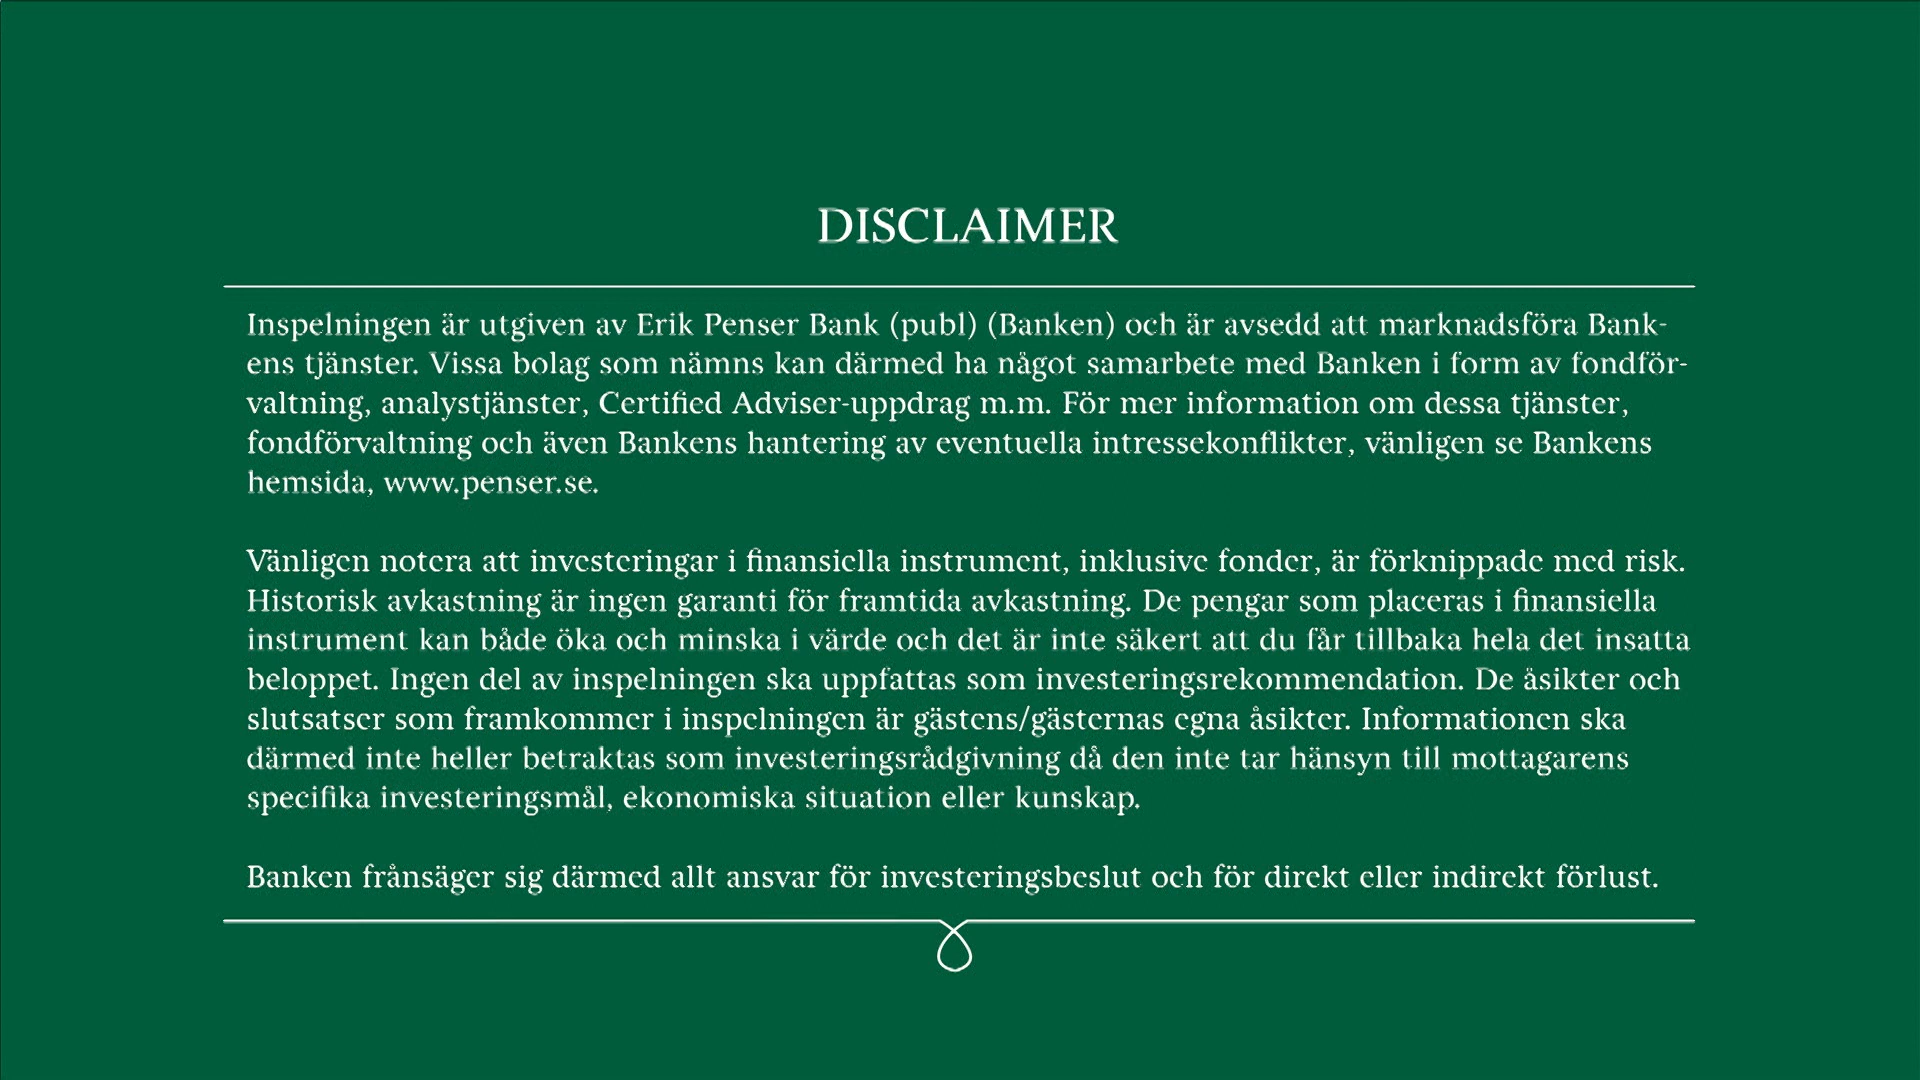 DISCLAIMER
Inspelningen är utgiven av Erik Penser Bank (publ) (Banken) och är avsedd att marknadsföra Bank-
ens tjänster. Vissa bolag som nämns kan därmed ha något samarbete med Banken i form av fondför-
valtning, analystjänster, Certified Adviser-uppdrag m.m. För mer information om dessa tjänster,
fondförvaltning och även Bankens hantering av eventuella intressekonflikter, vänligen se Bankens
hemsida, www.penser.se.
Vänligen notera att investeringar i finansiella instrument, inklusive fonder, är förknippade med risk.
Historisk avkastning är ingen garanti för framtida avkastning. De pengar som placeras i finansiella
instrument kan både öka och minska i värde och det är inte säkert att du får tillbaka hela det insatta
beloppet. Ingen del av inspelningen ska uppfattas som investeringsrekommendation. De åsikter och
slutsatser som framkommer i inspelningen är gästens/gästernas egna åsikter. Informationen ska
därmed inte heller betraktas som investeringsrådgivning då den inte tar hänsyn till mottagarens
specifika investeringsmål, ekonomiska situation eller kunskap.
Banken frånsäger sig därmed allt ansvar för investeringsbeslut och för direkt eller indirekt förlust.